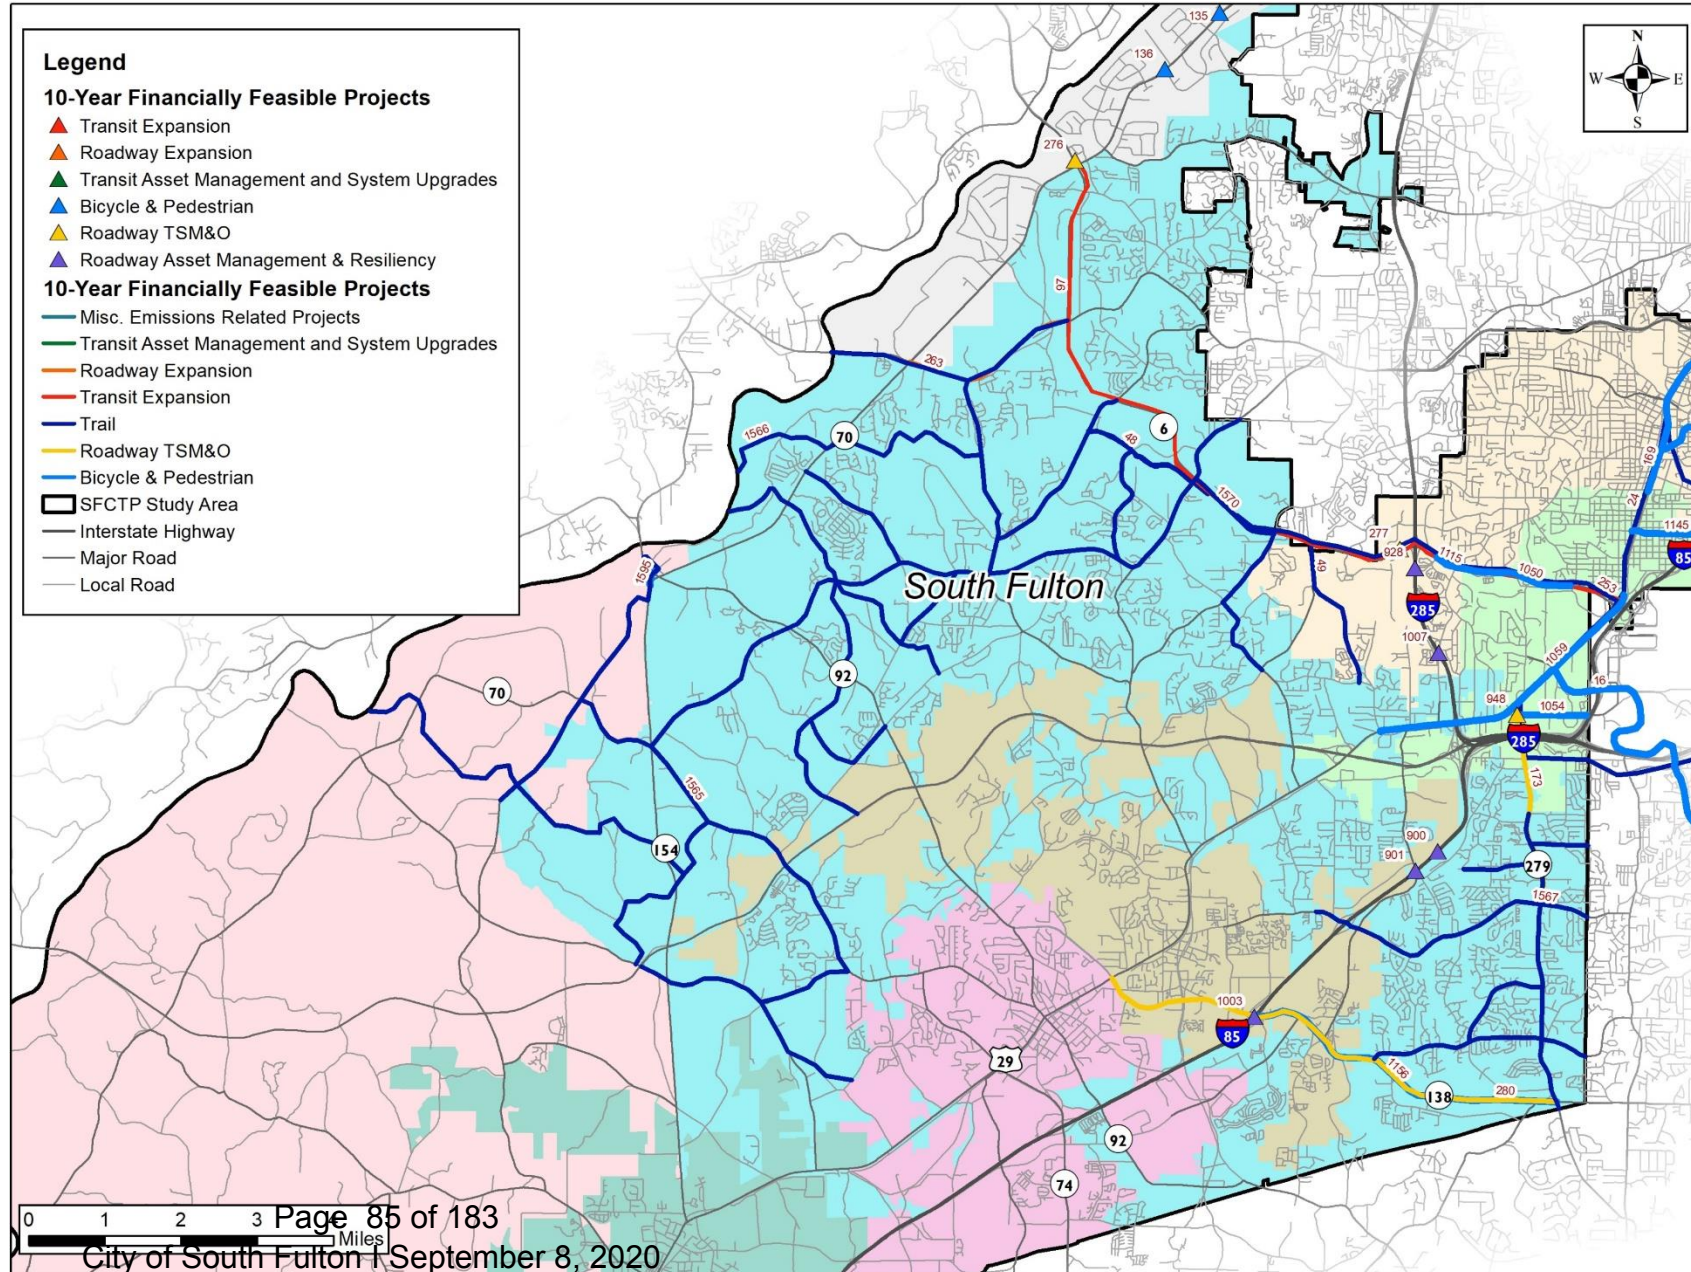 Legend
10-Year Financially Feasible Projects
Transit Expansion
Roadway Expansion
Transit Asset Management and System Upgrades
Bicycle & Pedestrian
Roadway TSM&O
Roadway Asset Management & Resiliency
10-Year Financially Feasible Projects
Misc. Emissions Related Projects
Transit Asset Management and System Upgrades
Roadway Expansion
Transit Expansion
Trail
Roadway TSM&O
Bicycle & Pedestrian
SFCTP Study Area
Interstate Highway
Major Road
Local Road
N
W E
S
135
136
276
97
263
1566
70
48
6
1570
277
928
1115
1050
253
24
169
1145
85
49
285
1007
1595
South Fulton
92
70
1059
16
948
1054
285
173
1565
154
900
901
279
1567
1003
85
29
1156
138
280
92
74
0 1 2 3 4 Miles
Page 85 of 183
City of South Fulton | September 8, 2020